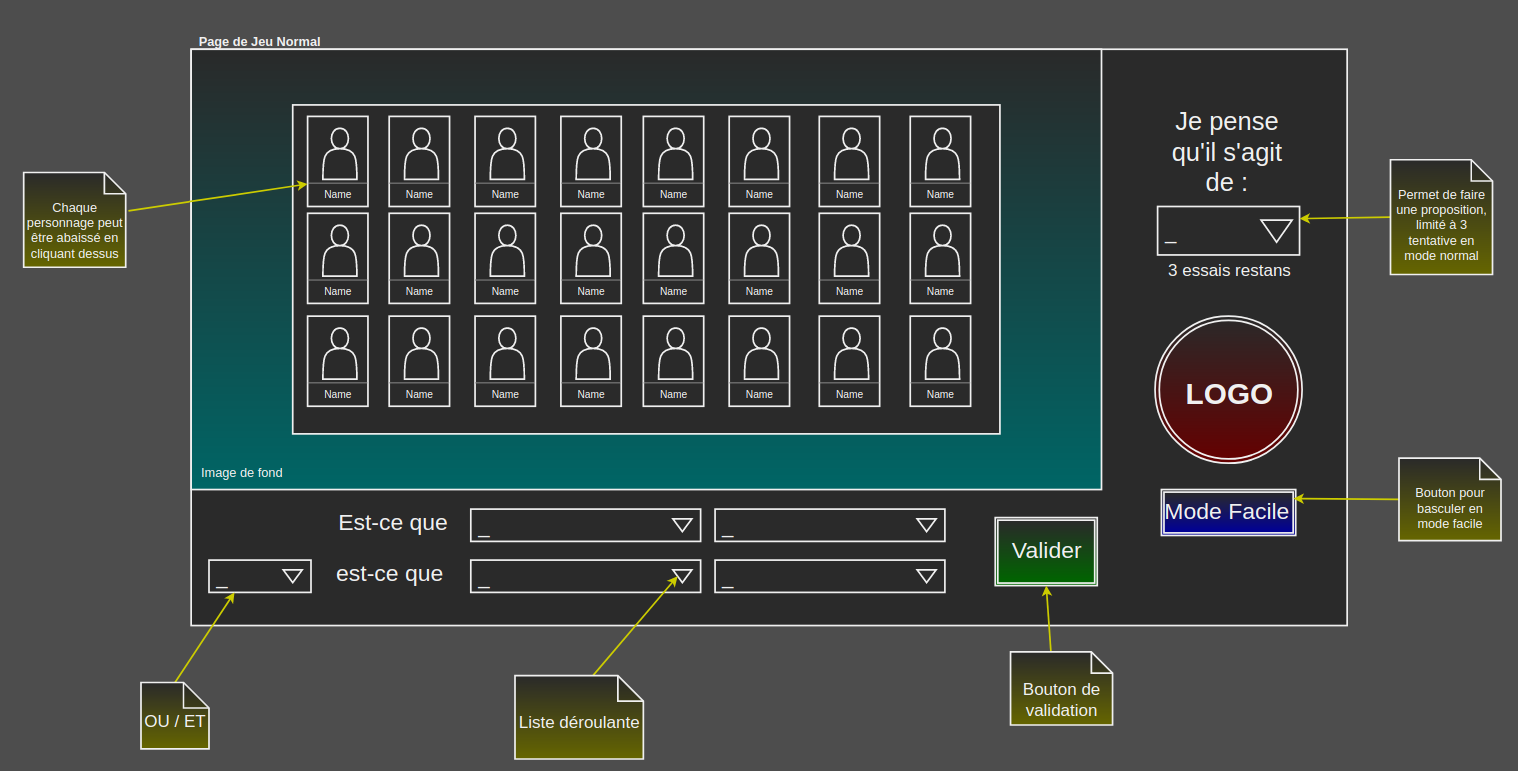 Page de Jeu Normal
Name Name Name Name Name Name Name Name
Name Name Name Name Name Name Name Name
Name Name Name Name Name Name Name Name
Image de fond
Chaque
personnage peut
être abaissé en
cliquant dessus
Je pense
qu'il s'agit
de :
_
3 essais restans
Permet de faire
une proposition,
limité à 3
tentative en
mode normal
LOGO
Mode Facile
Bouton pour
basculer en
mode facile
Est-ce que _ _
_ est-ce que _ _
Valider
OU / ET
Liste déroulante
Bouton de
validation